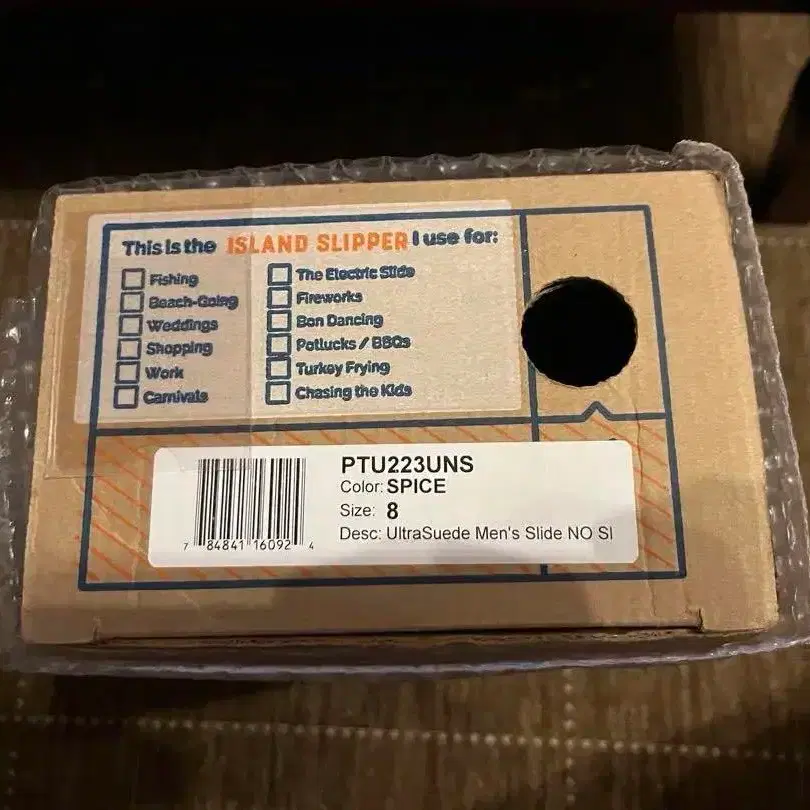 This is the ISLAND SLIPPER I use for:
Fishing
Beach-Going
Weddings
Shopping
Work
Carnivals
The Electric Slide
Fireworks
Bon Dancing
Potlucks / BBQs
Turkey Frying
Chasing the Kids
PTU223UNS
Color: SPICE
Size: 8
Desc: UltraSuede Men's Slide NO SI
7 84841 16092 4